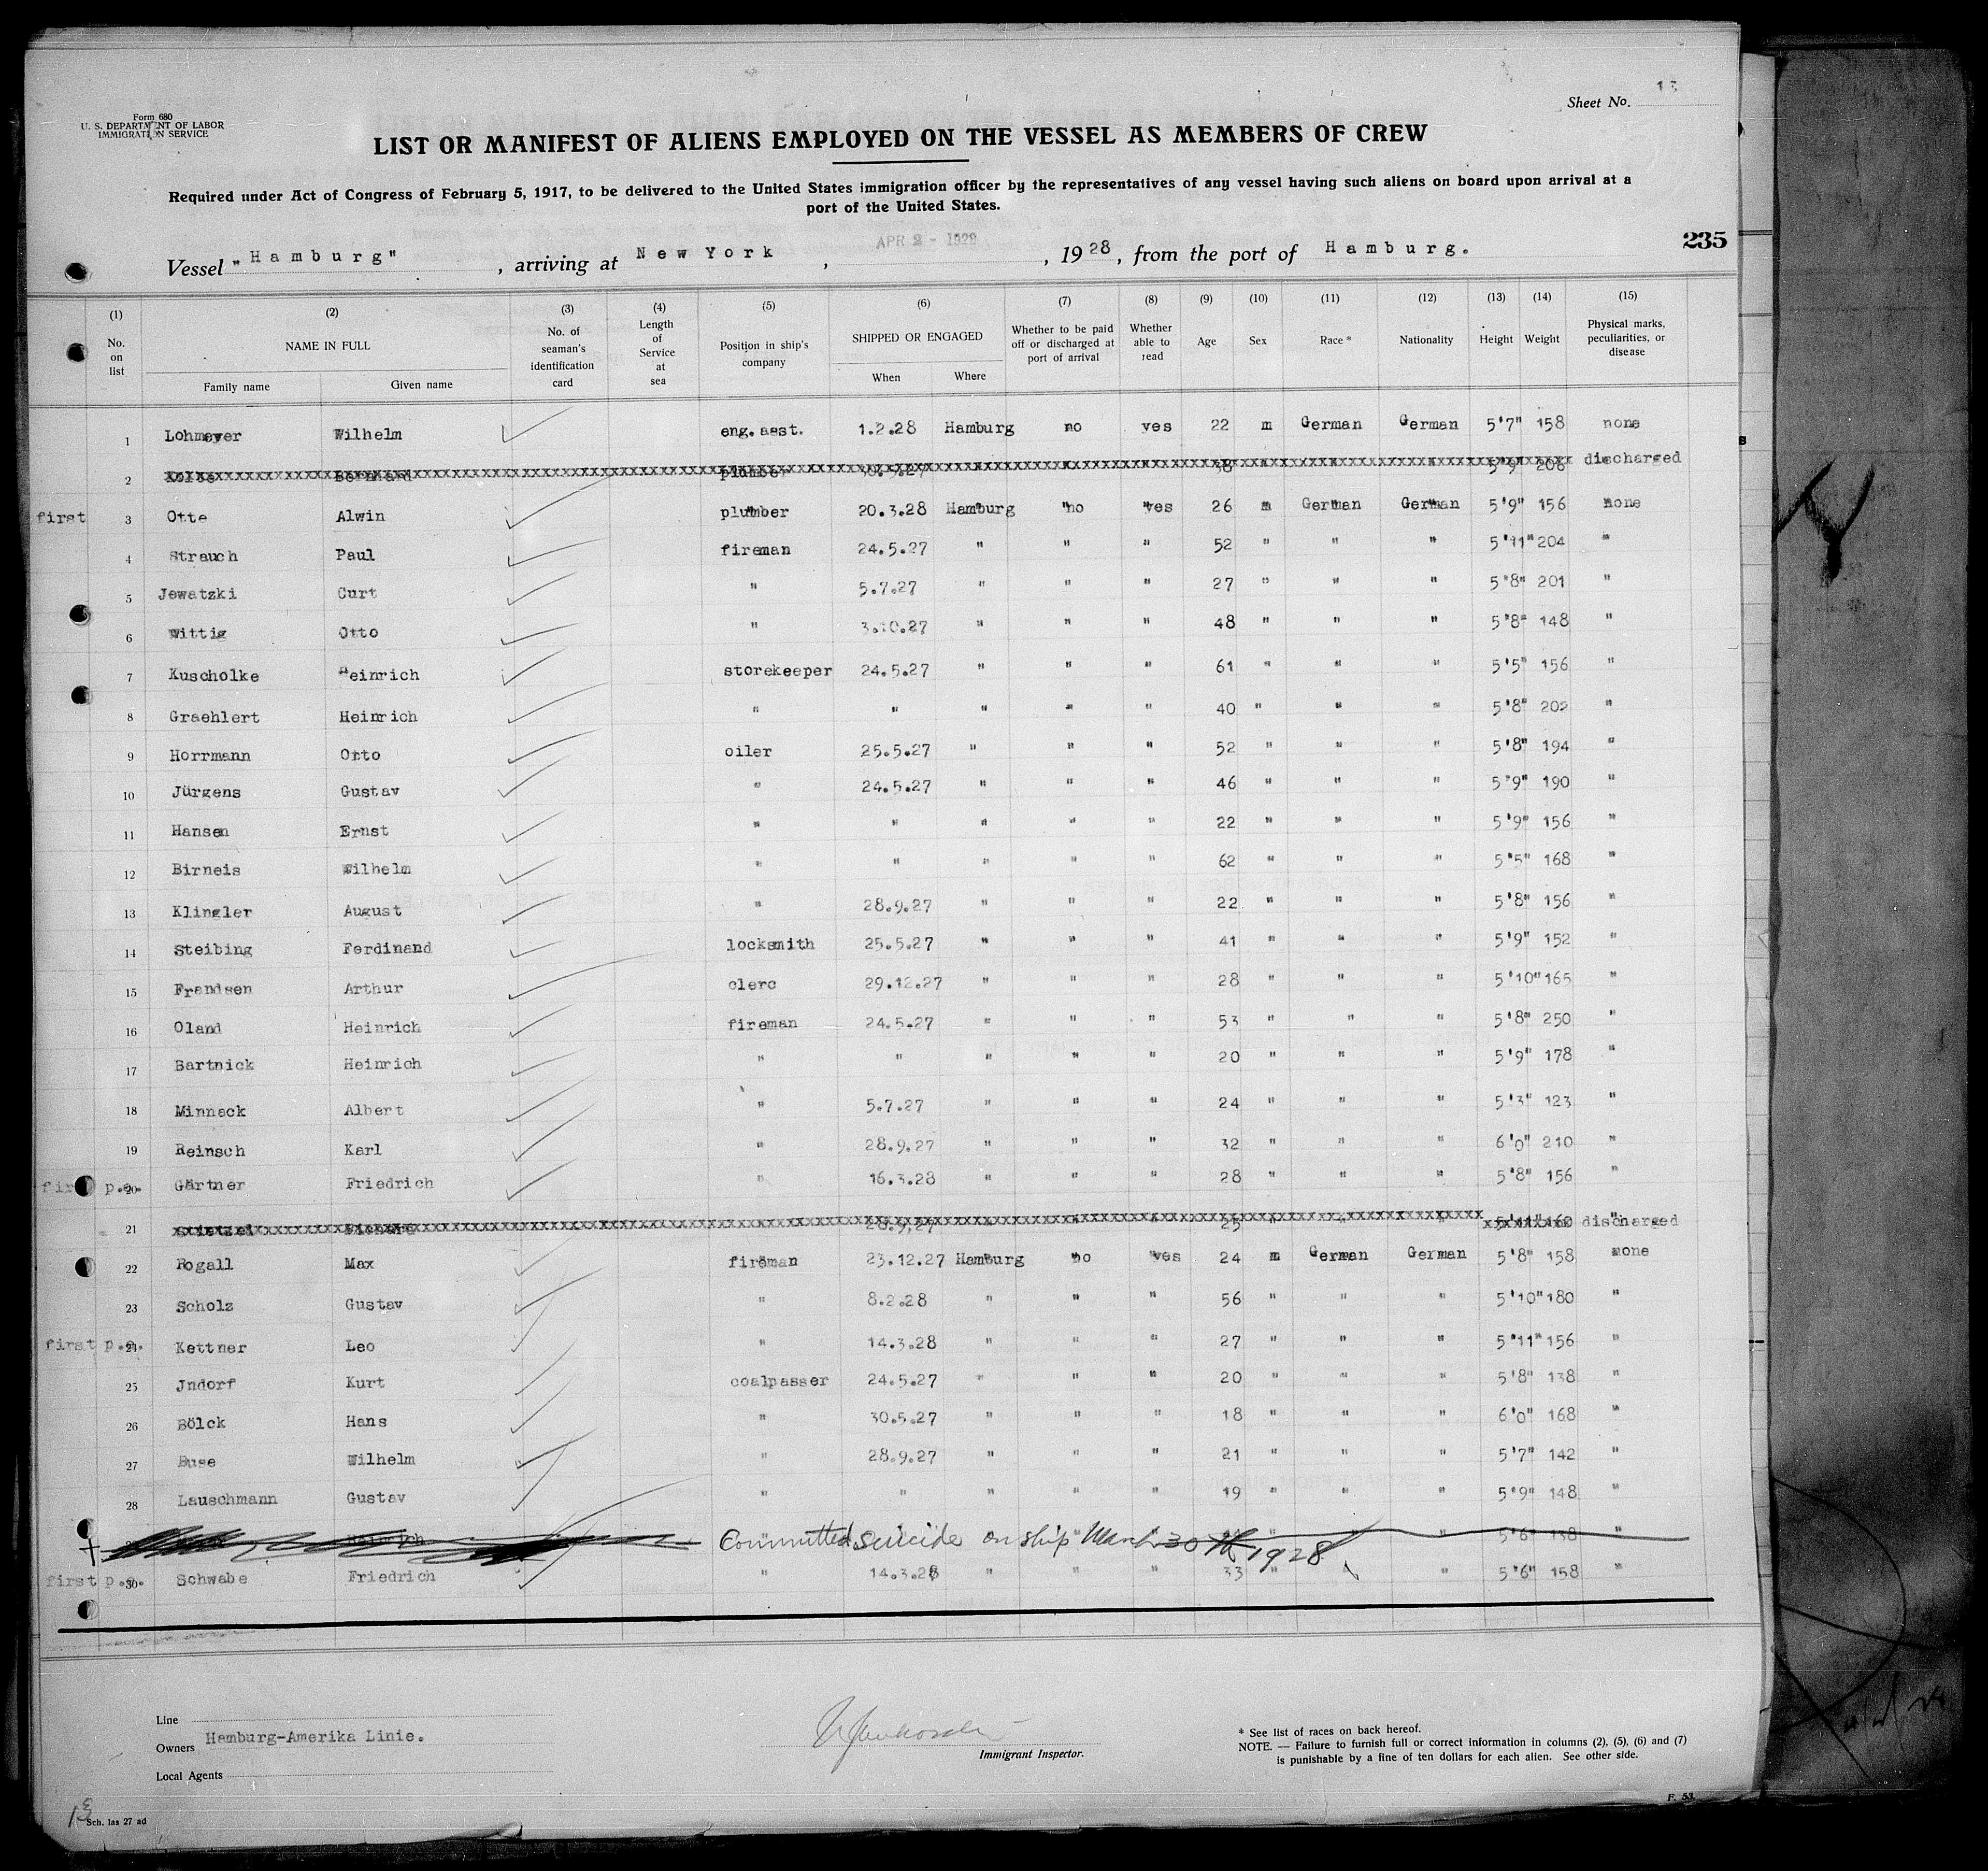 Sheet No. 13
Form 680
U. S. DEPARTMENT OF LABOR
IMMIGRATION SERVICE
LIST OR MANIFEST OF ALIENS EMPLOYED ON THE VESSEL AS MEMBERS OF CREW
Required under Act of Congress of February 5, 1917, to be delivered to the United States immigration officer by the representatives of any vessel having such aliens on board upon arrival at a
port of the United States.
Vessel "Hamburg", arriving at New York, APR 2 - 1928, 1928, from the port of Hamburg. 235
(1) (2) (3) (4) (5) (6) (7) (8) (9) (10) (11) (12) (13) (14) (15)
No. on list NAME IN FULL Family name Given name No. of seaman's identification card Length of Service at sea Position in ship's company SHIPPED OR ENGAGED When Where Whether to be paid off or discharged at port of arrival Whether able to read Age Sex Race * Nationality Height Weight Physical marks, peculiarities, or disease
1 Lohmeyer Wilhelm eng.asst. 1.2.28 Hamburg no yes 22 m German German 5'7" 158 none
2 plumber 5'9" 208 discharged
first 3 Otte Alwin plumber 20.3.28 Hamburg no yes 26 m German German 5'9" 156 none
4 Strauch Paul fireman 24.5.27 " " " 52 " " " 5'11" 204 "
5 Jewatzki Curt " 5.7.27 " " " 27 " " " 5'8" 201 "
6 Wittig Otto " 3.10.27 " " " 48 " " " 5'8" 148 "
7 Kuscholke Heinrich storekeeper 24.5.27 " " " 61 " " " 5'5" 156 "
8 Graehlert Heinrich " " " " " 40 " " " 5'8" 202 "
9 Horrmann Otto oiler 25.5.27 " " " 52 " " " 5'8" 194 "
10 Jürgens Gustav " 24.5.27 " " " 46 " " " 5'9" 190 "
11 Hansen Ernst " " " " " 22 " " " 5'9" 156 "
12 Birneis Wilhelm " " " " " 62 " " " 5'5" 168 "
13 Klingler August " 28.9.27 " " " 22 " " " 5'8" 156 "
14 Steibing Ferdinand locksmith 25.5.27 " " " 41 " " " 5'9" 152 "
15 Frandsen Arthur clerc 29.12.27 " " " 28 " " " 5'10" 165 "
16 Oland Heinrich fireman 24.5.27 " " " 53 " " " 5'8" 250 "
17 Bartnick Heinrich " " " " " 20 " " " 5'9" 178 "
18 Minnack Albert " 5.7.27 " " " 24 " " " 5'3" 123 "
19 Reinsch Karl " 28.9.27 " " " 32 " " " 6'0" 210 "
first p.a. 20 Gärtner Friedrich " 16.3.28 " " " 28 " " " 5'8" 156 "
21 Richard 28.9.27 " " " 25 " " " discharged
22 Rogall Max fireman 23.12.27 Hamburg no yes 24 m German German 5'8" 158 none
23 Scholz Gustav " 8.2.28 " " " 56 " " " 5'10" 180 "
first p.a. 24 Kettner Leo " 14.3.28 " " " 27 " " " 5'11" 156 "
25 Jndorf Kurt coalpasser 24.5.27 " " " 20 " " " 5'8" 138 "
26 Bölck Hans " 30.5.27 " " " 18 " " " 6'0" 168 "
27 Buse Wilhelm " 28.9.27 " " " 21 " " " 5'7" 142 "
28 Lauschmann Gustav " " " " " 19 " " " 5'9" 148 "
Heinrich Committed suicide on ship March 30th 1928 5'6" 138 "
first p.a. 30 Schwabe Friedrich " 14.3.28 " " " 33 " " " 5'6" 158 "
Line
Owners Hamburg-Amerika Linie.
Local Agents
Immigrant Inspector.
* See list of races on back hereof.
NOTE. — Failure to furnish full or correct information in columns (2), (5), (6) and (7)
is punishable by a fine of ten dollars for each alien. See other side.
F. 53.
Sch. las 27 ad